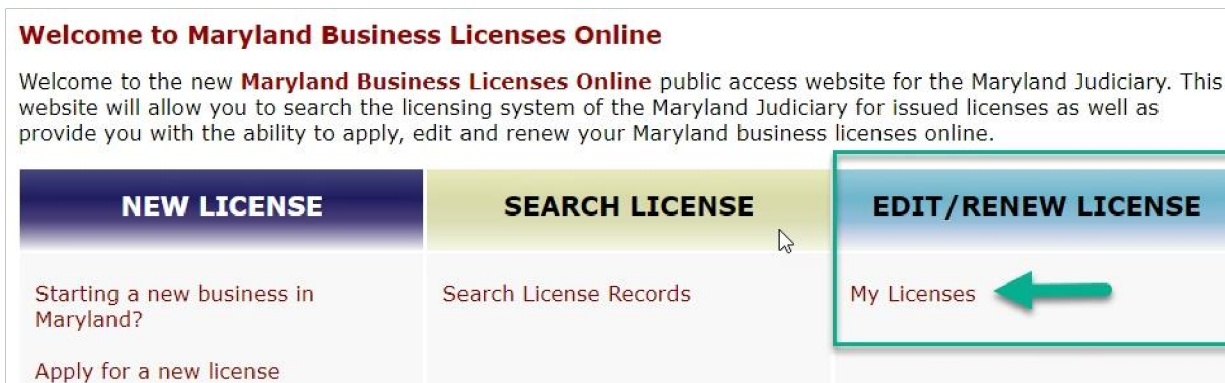 Welcome to Maryland Business Licenses Online
Welcome to the new Maryland Business Licenses Online public access website for the Maryland Judiciary. This
website will allow you to search the licensing system of the Maryland Judiciary for issued licenses as well as
provide you with the ability to apply, edit and renew your Maryland business licenses online.
NEW LICENSE
SEARCH LICENSE
EDIT/RENEW LICENSE
Starting a new business in
Maryland?
Search License Records
My Licenses
Apply for a new license